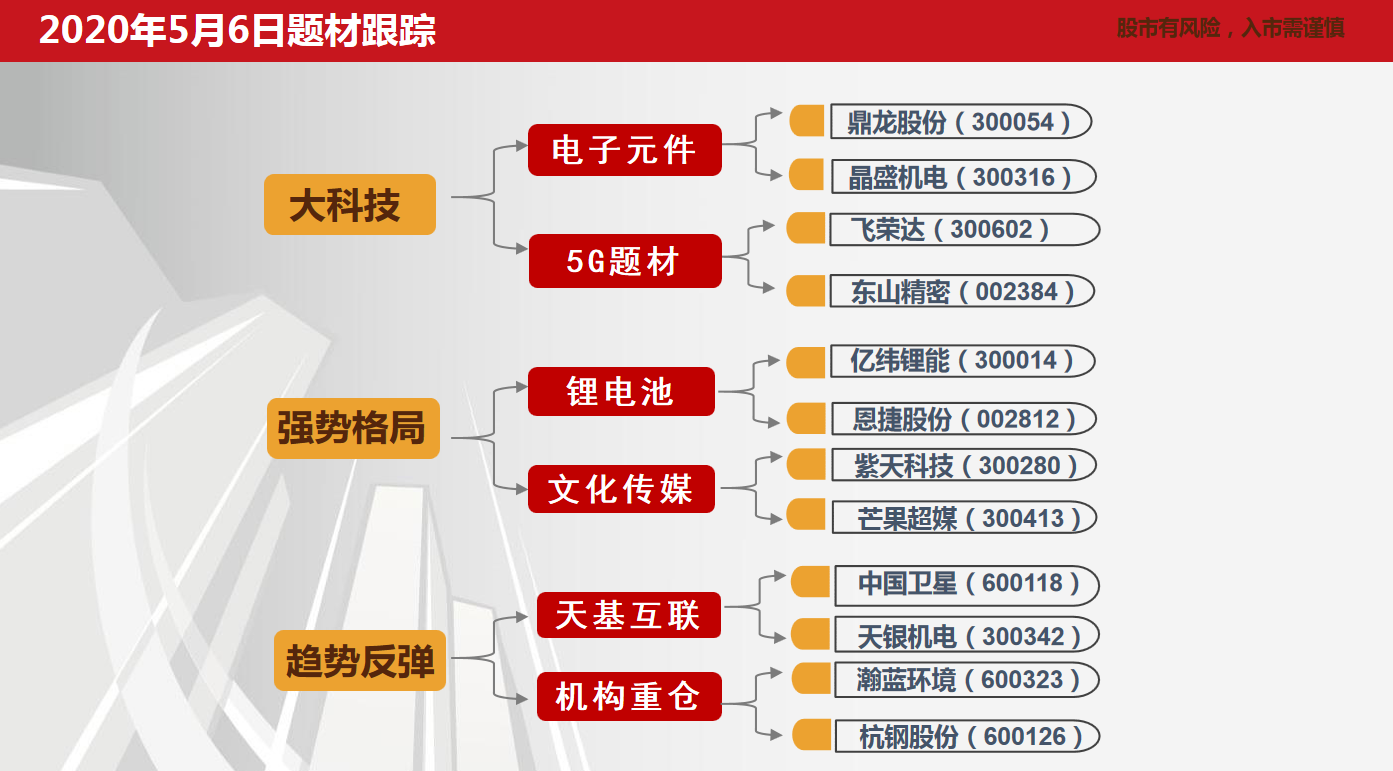 2020年5月6日题材跟踪
股市有风险，入市需谨慎
大科技
电子元件
鼎龙股份（300054）
晶盛机电（300316）
5G题材
飞荣达（300602）
东山精密（002384）
强势格局
锂电池
亿纬锂能（300014）
恩捷股份（002812）
文化传媒
紫天科技（300280）
芒果超媒（300413）
趋势反弹
天基互联
中国卫星（600118）
天银机电（300342）
机构重仓
瀚蓝环境（600323）
杭钢股份（600126）